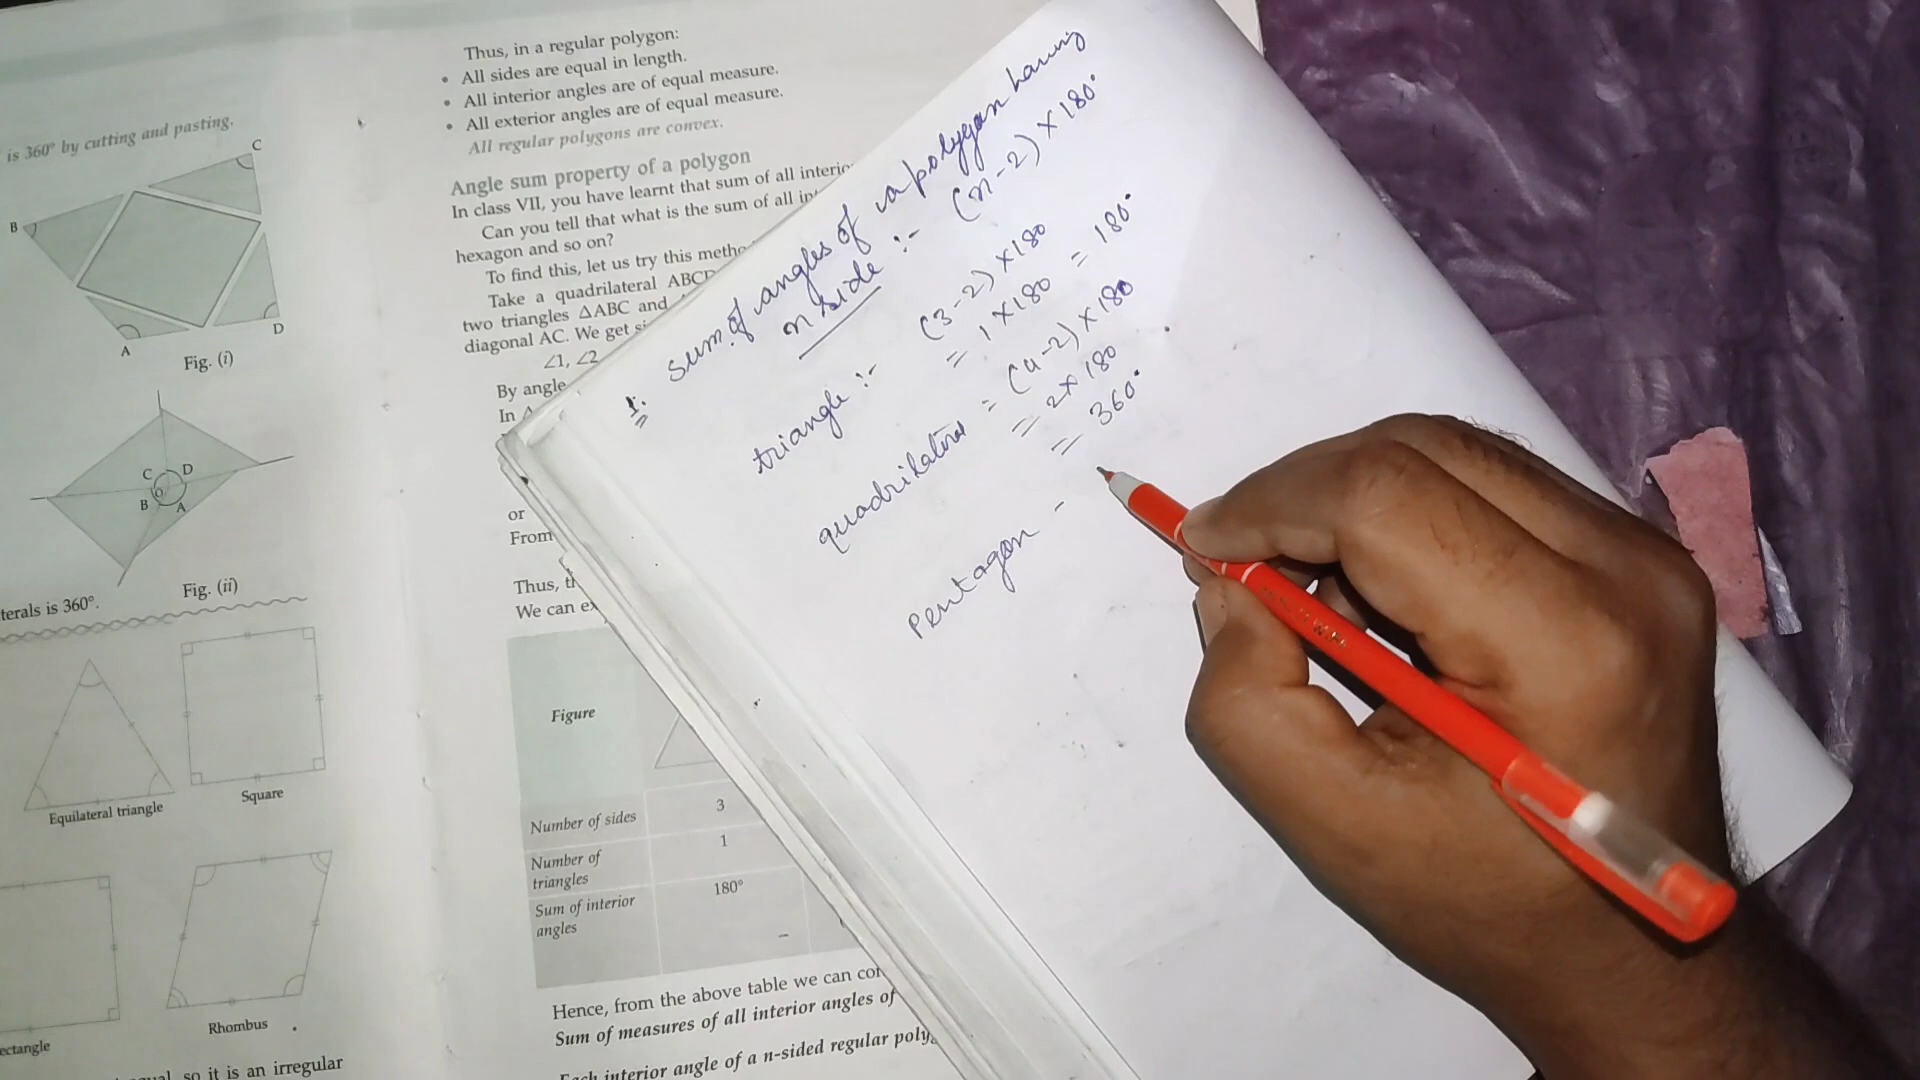 is 360° by cutting and pasting.
C
B
A
D
Fig. (i)
C
D
O
B
A
Fig. (ii)
terals is 360°.
Equilateral triangle
Square
ectangle
Rhombus
so it is an irregular
Thus, in a regular polygon:
• All sides are equal in length.
• All interior angles are of equal measure.
• All exterior angles are of equal measure.
All regular polygons are convex.
Angle sum property of a polygon
In class VII, you have learnt that sum of all interio
Can you tell that what is the sum of all in
hexagon and so on?
To find this, let us try this metho
Take a quadrilateral ABCD
two triangles ΔABC and
diagonal AC. We get si
∠1, ∠2
By angle
In
or
From
Thus, th
We can ex
Figure
Number of sides 3
Number of triangles 1
Sum of interior angles 180°
Hence, from the above table we can con
Sum of measures of all interior angles of
Each interior angle of a n-sided regular poly
1. sum of angles of a polygon having
n side :- (n-2) × 180°
triangle :- (3-2) × 180
= 1 × 180 = 180°
quadrilateral = (4-2) × 180
= 2 × 180
= 360°
Pentagon -